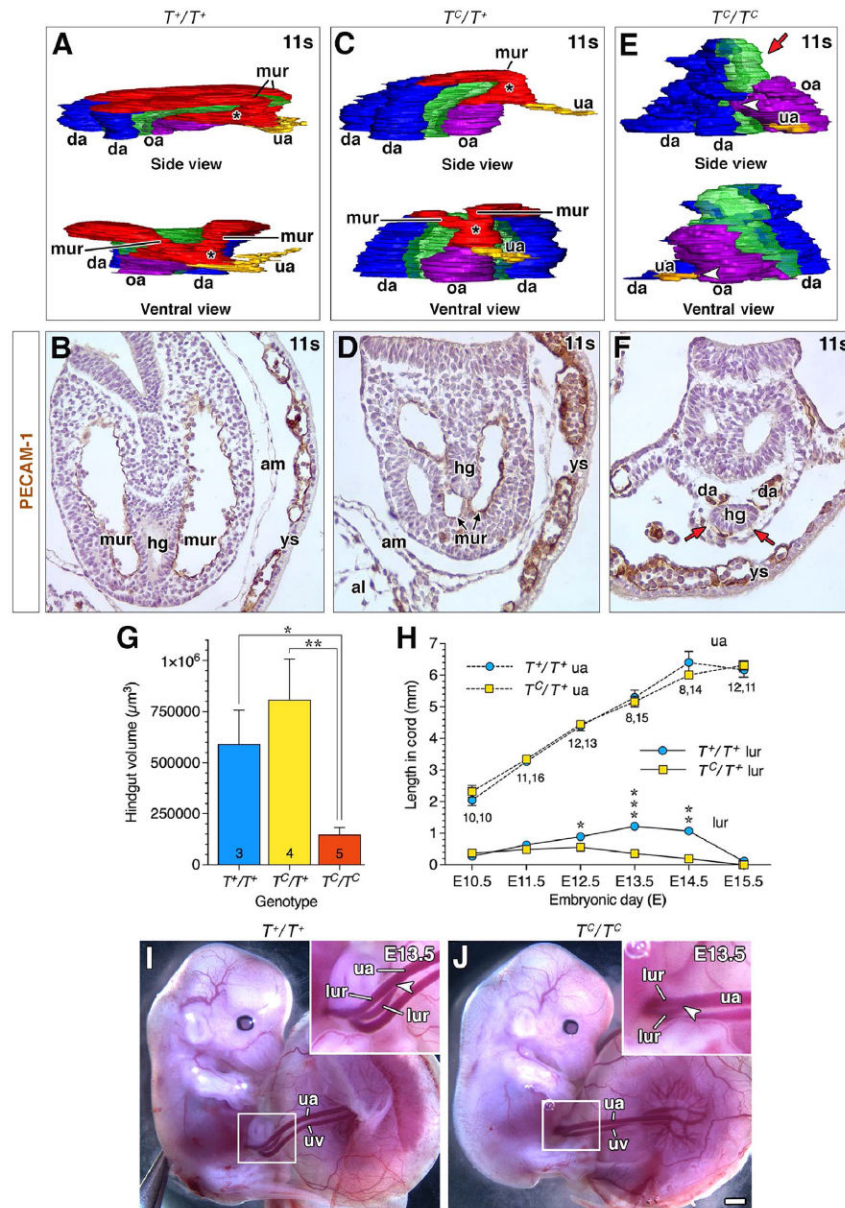 T⁺/T⁺
Tᶜ/T⁺
Tᶜ/Tᶜ
A
11s
mur
*
da
da
oa
ua
Side view
mur
mur
*
da
oa
da
ua
Ventral view
C
11s
mur
*
ua
da
oa
da
Side view
mur
mur
*
ua
da
oa
da
Ventral view
E
11s
oa
ua
da
da
Side view
ua
da
oa
da
Ventral view
PECAM-1
B
11s
am
mur
hg
mur
ys
D
11s
hg
ys
mur
am
al
F
11s
da
da
hg
ys
G
Hindgut volume (µm³)
1×10⁶
750000
500000
250000
0
*
**
3
4
5
T⁺/T⁺
Tᶜ/T⁺
Tᶜ/Tᶜ
Genotype
H
Length in cord (mm)
7
6
5
4
3
2
1
0
T⁺/T⁺ ua
Tᶜ/T⁺ ua
ua
10,10
11,16
12,13
8,15
8,14
12,11
T⁺/T⁺ lur
Tᶜ/T⁺ lur
lur
*
***
**
E10.5
E11.5
E12.5
E13.5
E14.5
E15.5
Embryonic day (E)
T⁺/T⁺
Tᶜ/Tᶜ
I
E13.5
ua
lur
lur
ua
uv
J
E13.5
lur
ua
lur
ua
uv